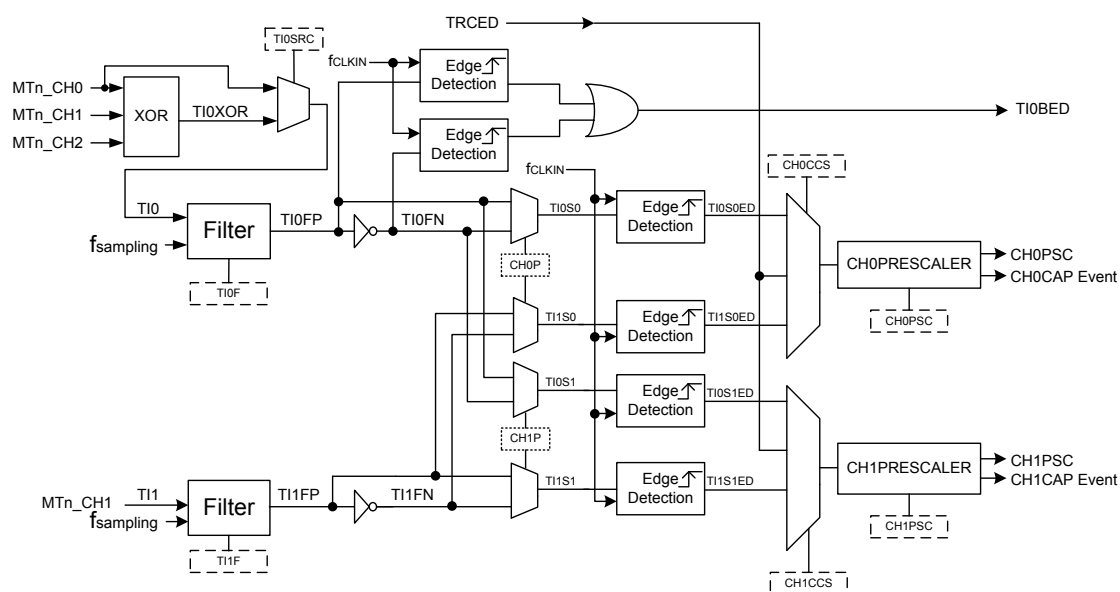 TRCED
TI0SRC
fCLKIN
Edge
Detection
MTn_CH0
MTn_CH1
MTn_CH2
XOR
TI0XOR
TI0BED
Edge
Detection
fCLKIN
CH0CCS
TI0
fsampling
Filter
TI0FP
TI0FN
TI0S0
Edge
Detection
TI0S0ED
CH0P
TI0F
CH0PRESCALER
CH0PSC
CH0CAP Event
CH0PSC
TI1S0
Edge
Detection
TI1S0ED
TI0S1
Edge
Detection
TI0S1ED
CH1P
MTn_CH1
TI1
fsampling
Filter
TI1FP
TI1FN
TI1S1
Edge
Detection
TI1S1ED
CH1PRESCALER
CH1PSC
CH1CAP Event
CH1PSC
TI1F
CH1CCS